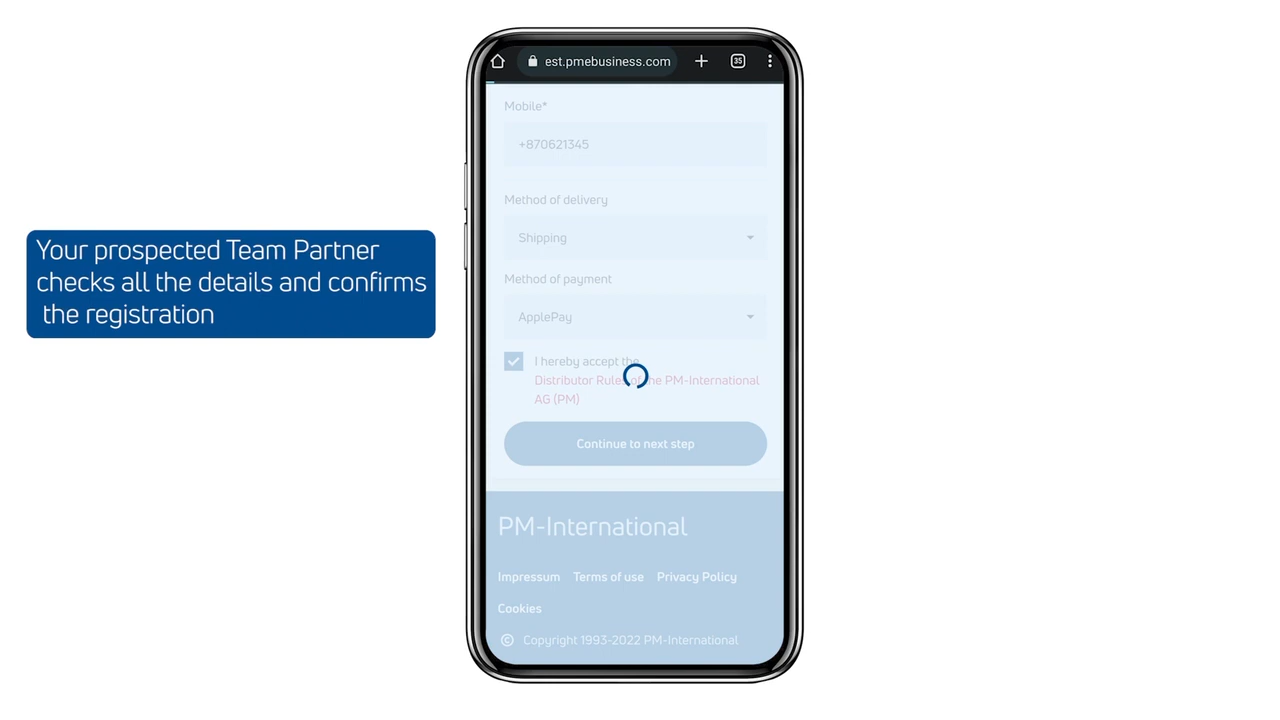 Your prospected Team Partner
checks all the details and confirms
the registration
est.pmebusiness.com
35
Mobile*
+870621345
Method of delivery
Shipping
Method of payment
ApplePay
I hereby accept the
Distributor Rules of the PM-International
AG (PM)
Continue to next step
PM-International
Impressum Terms of use Privacy Policy
Cookies
© Copyright 1993-2022 PM-International